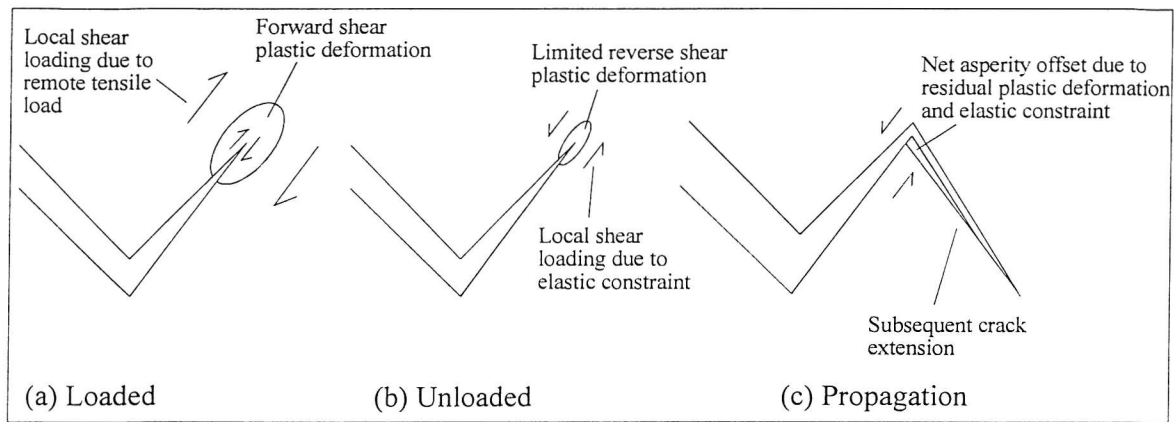 Local shear
loading due to
remote tensile
load
Forward shear
plastic deformation
Limited reverse shear
plastic deformation
Local shear
loading due to
elastic constraint
Net asperity offset due to
residual plastic deformation
and elastic constraint
Subsequent crack
extension
(a) Loaded
(b) Unloaded
(c) Propagation